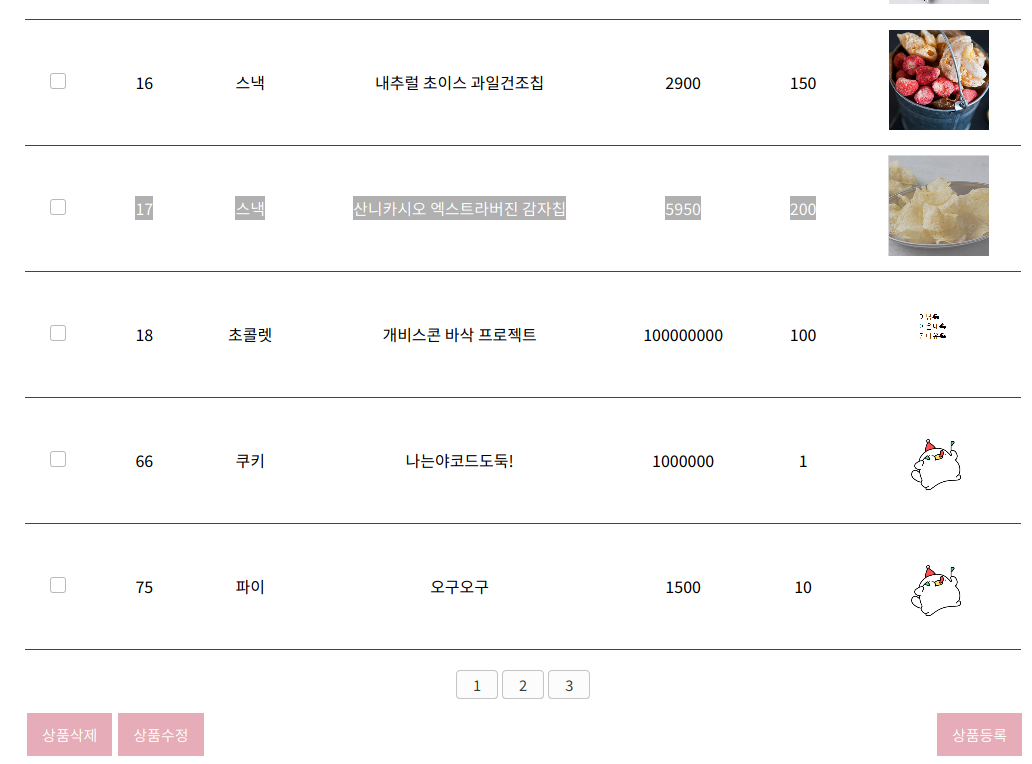 16 스낵 내추럴 초이스 과일건조칩 2900 150
17 스낵 산니카시오 엑스트라버진 감자칩 5950 200
18 초콜렛 개비스콘 바삭 프로젝트 100000000 100
66 쿠키 나는야코드도둑! 1000000 1
75 파이 오구오구 1500 10
1 2 3
상품삭제 상품수정 상품등록